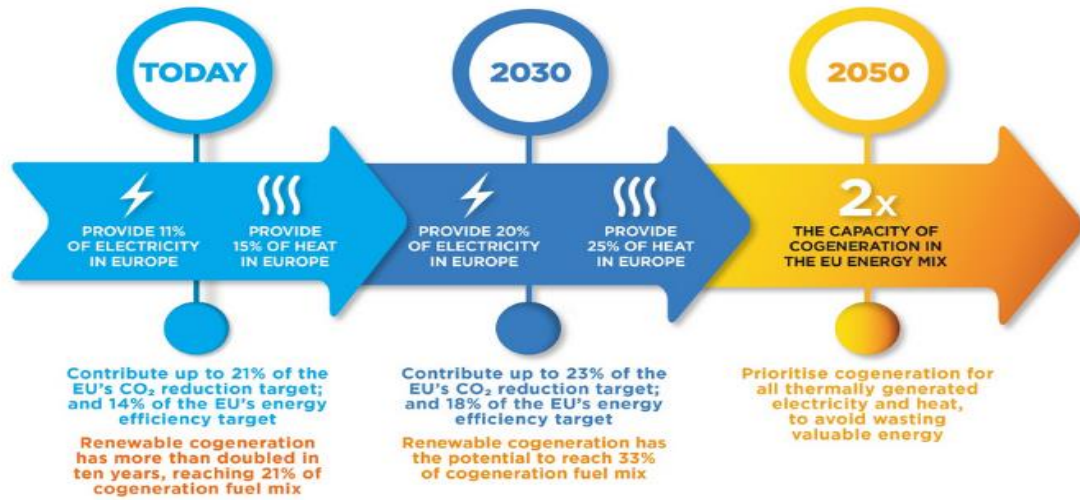 TODAY
PROVIDE 11%
OF ELECTRICITY
IN EUROPE
PROVIDE
15% OF HEAT
IN EUROPE
Contribute up to 21% of the
EU's CO₂ reduction target;
and 14% of the EU's energy
efficiency target
Renewable cogeneration
has more than doubled in
ten years, reaching 21% of
cogeneration fuel mix
2030
PROVIDE 20%
OF ELECTRICITY
IN EUROPE
PROVIDE
25% OF HEAT
IN EUROPE
Contribute up to 23% of the
EU's CO₂ reduction target;
and 18% of the EU's energy
efficiency target
Renewable cogeneration has
the potential to reach 33%
of cogeneration fuel mix
2050
2x
THE CAPACITY OF
COGENERATION IN
THE EU ENERGY MIX
Prioritise cogeneration for
all thermally generated
electricity and heat,
to avoid wasting
valuable energy